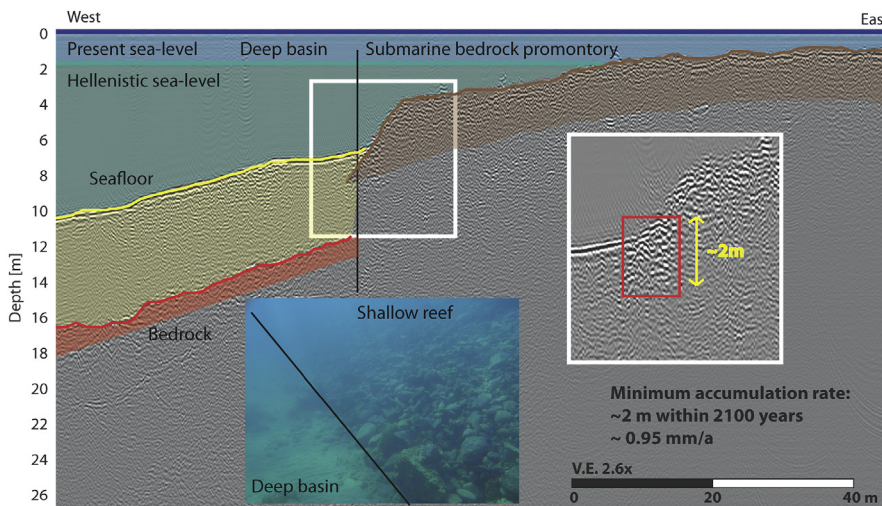 West
East
Present sea-level
Deep basin
Submarine bedrock promontory
Hellenistic sea-level
Seafloor
Bedrock
~2m
Shallow reef
Deep basin
Minimum accumulation rate:
~2 m within 2100 years
~ 0.95 mm/a
V.E. 2.6x
0
20
40 m
Depth [m]
0
2
4
6
8
10
12
14
16
18
20
22
24
26